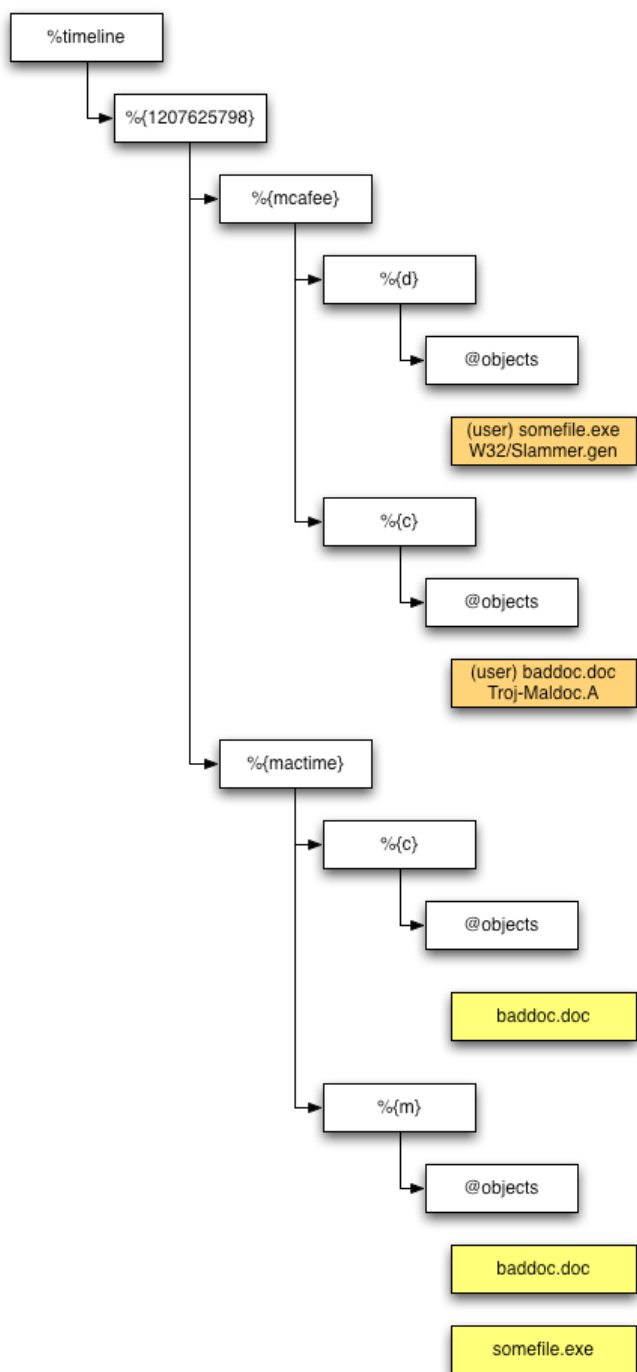 %timeline
%{1207625798}
%{mcafee}
%{d}
@objects
(user) somefile.exe
W32/Slammer.gen
%{c}
@objects
(user) baddoc.doc
Troj-Maldoc.A
%{mactime}
%{c}
@objects
baddoc.doc
%{m}
@objects
baddoc.doc
somefile.exe